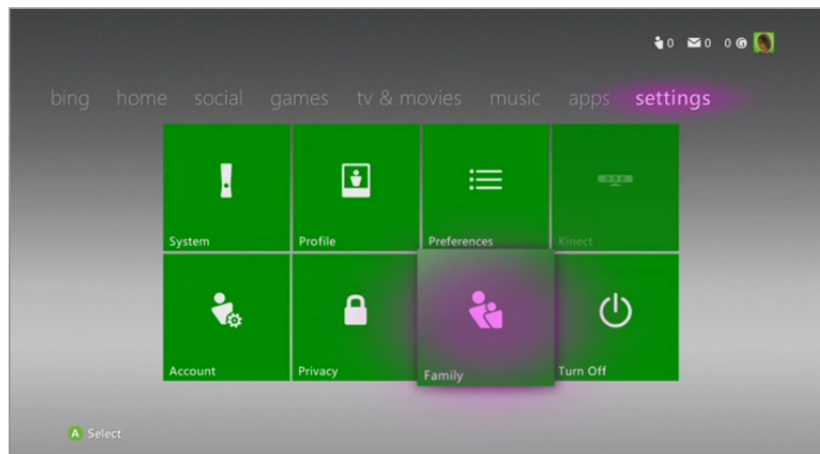 0 0 0 G
bing home social games tv & movies music apps settings
System Profile Preferences Kinect
Account Privacy Family Turn Off
A Select